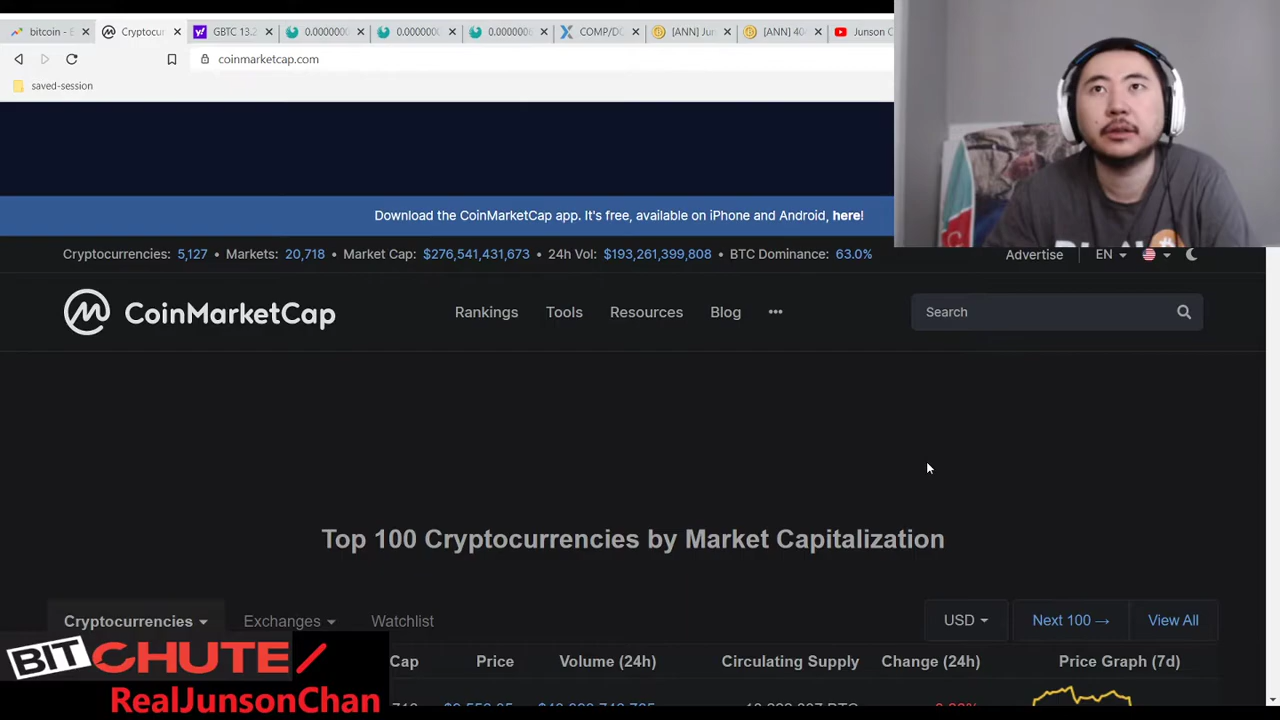 bitcoin - E
Cryptocur
GBTC 13.2
0.0000000
0.0000000
0.0000000
COMP/DC
[ANN] Jun
[ANN] 40
Junson C
coinmarketcap.com
saved-session
Download the CoinMarketCap app. It's free, available on iPhone and Android, here!
Cryptocurrencies: 5,127 • Markets: 20,718 • Market Cap: $276,541,431,673 • 24h Vol: $193,261,399,808 • BTC Dominance: 63.0%
Advertise
EN
CoinMarketCap
Rankings
Tools
Resources
Blog
Search
Top 100 Cryptocurrencies by Market Capitalization
Cryptocurrencies
Exchanges
Watchlist
USD
Next 100 →
View All
Cap
Price
Volume (24h)
Circulating Supply
Change (24h)
Price Graph (7d)
BITCHUTE
RealJunsonChan